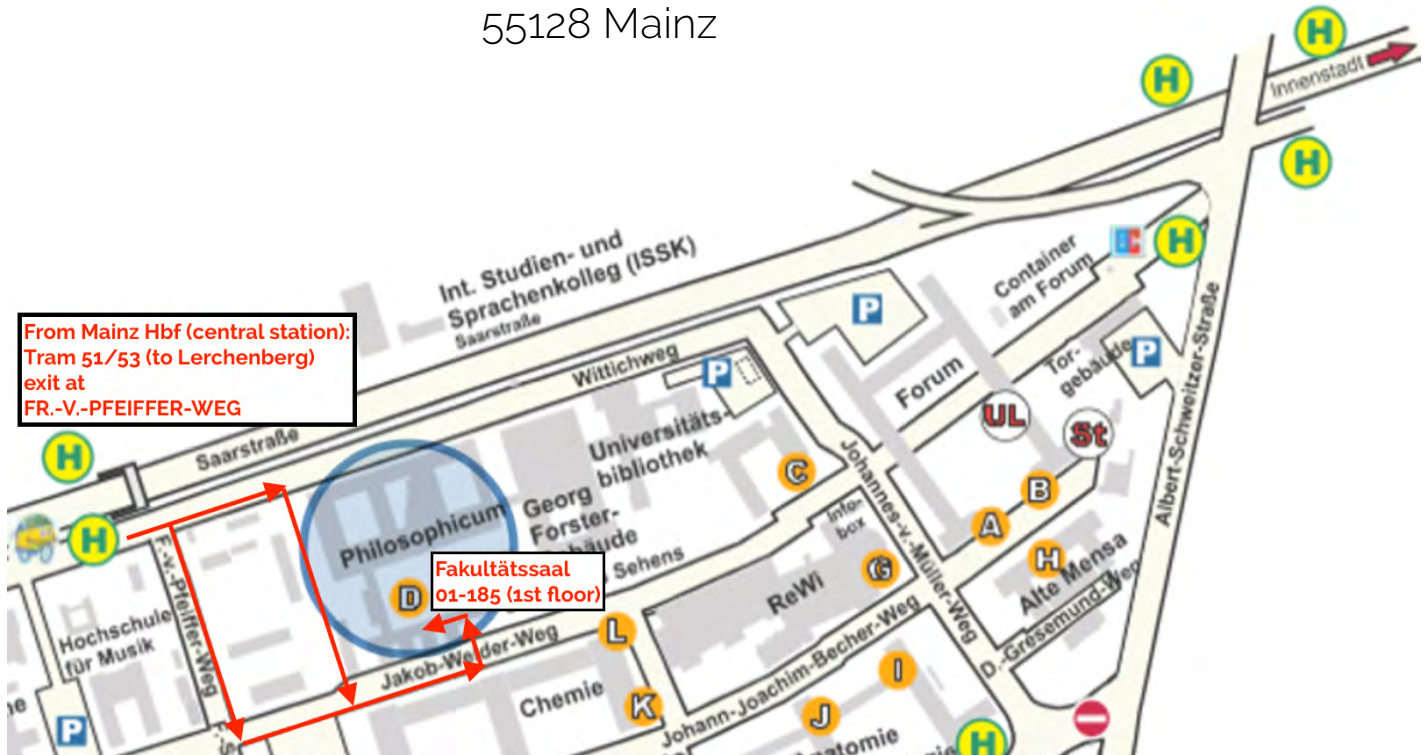 55128 Mainz
H
H
Innenstadt
H
H
Int. Studien- und
Sprachenkolleg (ISSK)
Saarstraße
Container
am Forum
EC
H
From Mainz Hbf (central station):
Tram 51/53 (to Lerchenberg)
exit at
FR.-V.-PFEIFFER-WEG
P
Wittichweg
P
Forum
Tor-
gebäude
P
Albert-Schweitzer-Straße
UL
St
H
Saarstraße
Universitäts-
bibliothek
C
Johannes-v.-Müller-Weg
B
A
H
Philosophicum
Georg
Forster-
Info-
box
F.-v.-Pfeiffer-Weg
Fakultätssaal
01-185 (1st floor)
Sehens
D
G
H
Alte Mensa
ReWi
D.-Gresemund-Weg
Hochschule
für Musik
Jakob-Welder-Weg
L
Johann-Joachim-Becher-Weg
I
Chemie
K
J
P
H